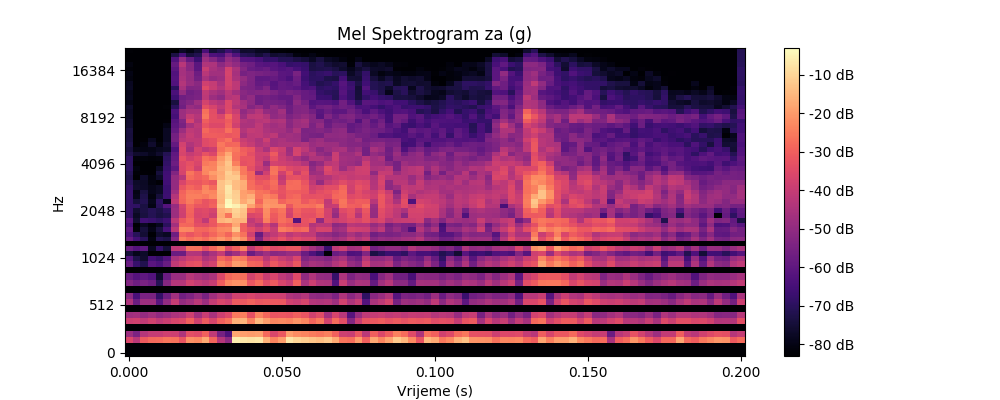 Mel Spektrogram za (g)
Hz
16384
8192
4096
2048
1024
512
0
0.000 0.050 0.100 0.150 0.200
Vrijeme (s)
-10 dB
-20 dB
-30 dB
-40 dB
-50 dB
-60 dB
-70 dB
-80 dB